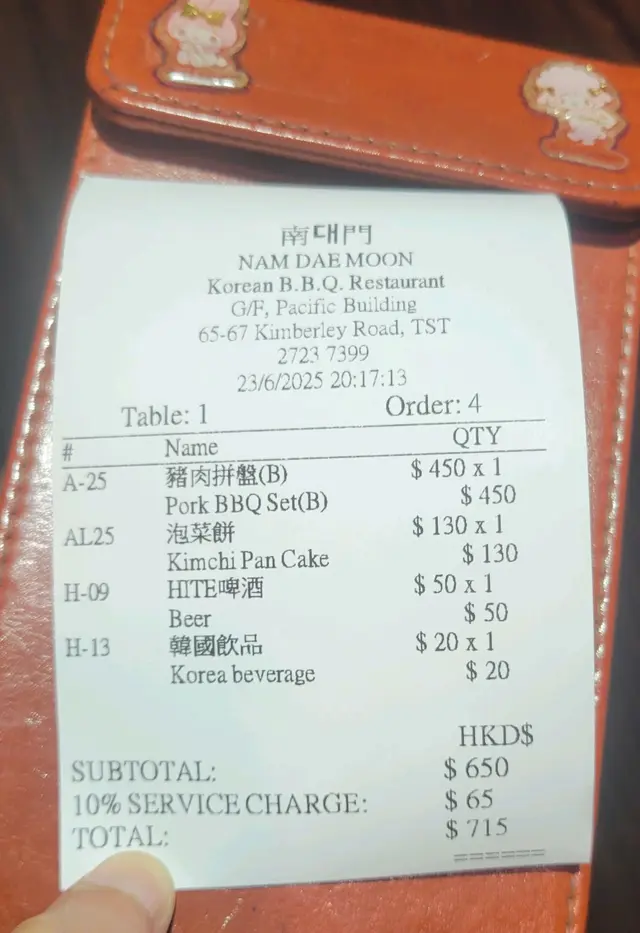 南대門
NAM DAE MOON
Korean B.B.Q. Restaurant
G/F, Pacific Building
65-67 Kimberley Road, TST
2723 7399
23/6/2025 20:17:13
Table: 1 Order: 4
# Name QTY
A-25 豬肉拼盤(B) $ 450 x 1
Pork BBQ Set(B) $ 450
AL25 泡菜餅 $ 130 x 1
Kimchi Pan Cake $ 130
H-09 HITE啤酒 $ 50 x 1
Beer $ 50
H-13 韓國飲品 $ 20 x 1
Korea beverage $ 20
HKD$
SUBTOTAL: $ 650
10% SERVICE CHARGE: $ 65
TOTAL: $ 715
=======